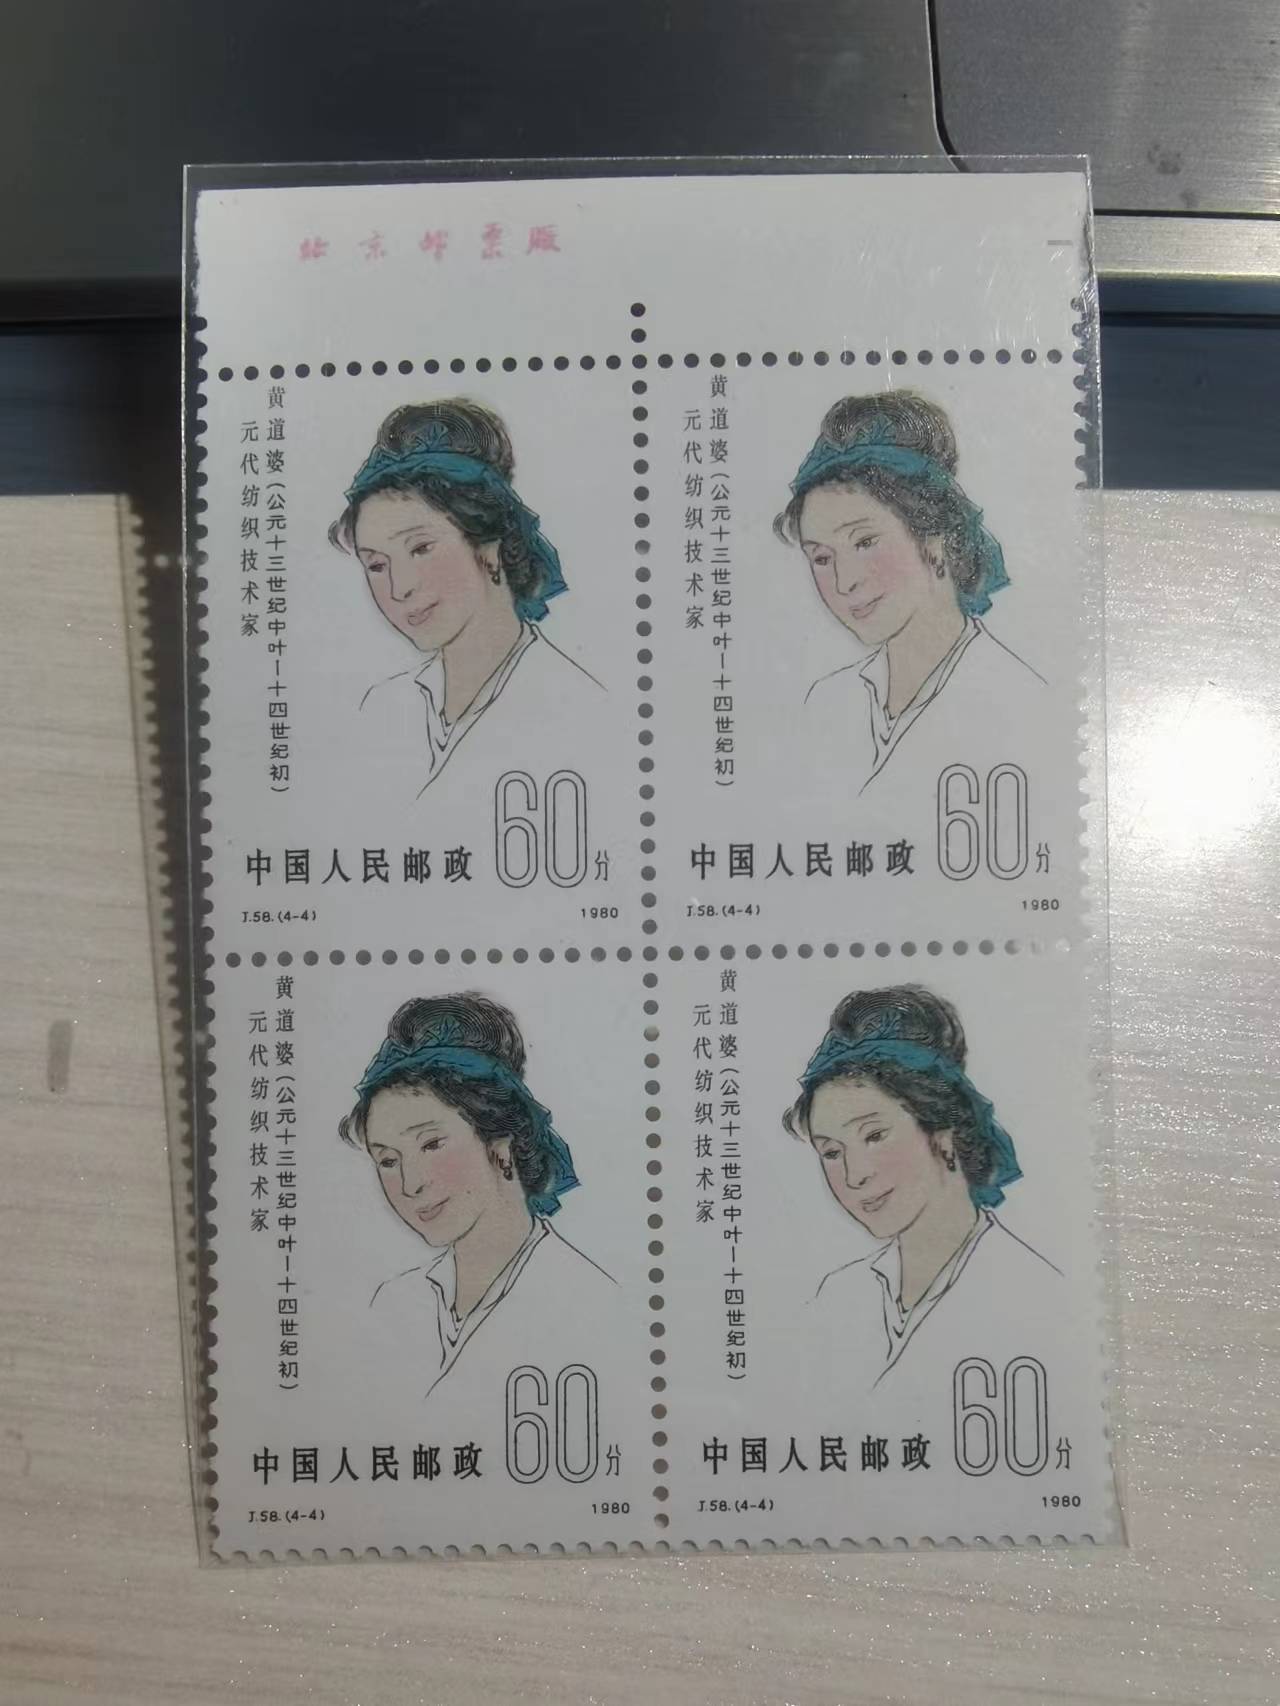 北京邮票厰
黄道婆(公元十三世纪中叶—十四世纪初)
元代纺织技术家
60分
中国人民邮政
J.58.(4-4)
1980
黄道婆(公元十三世纪中叶—十四世纪初)
元代纺织技术家
60分
中国人民邮政
J.58.(4-4)
1980
黄道婆(公元十三世纪中叶—十四世纪初)
元代纺织技术家
60分
中国人民邮政
J.58.(4-4)
1980
黄道婆(公元十三世纪中叶—十四世纪初)
元代纺织技术家
60分
中国人民邮政
J.58.(4-4)
1980